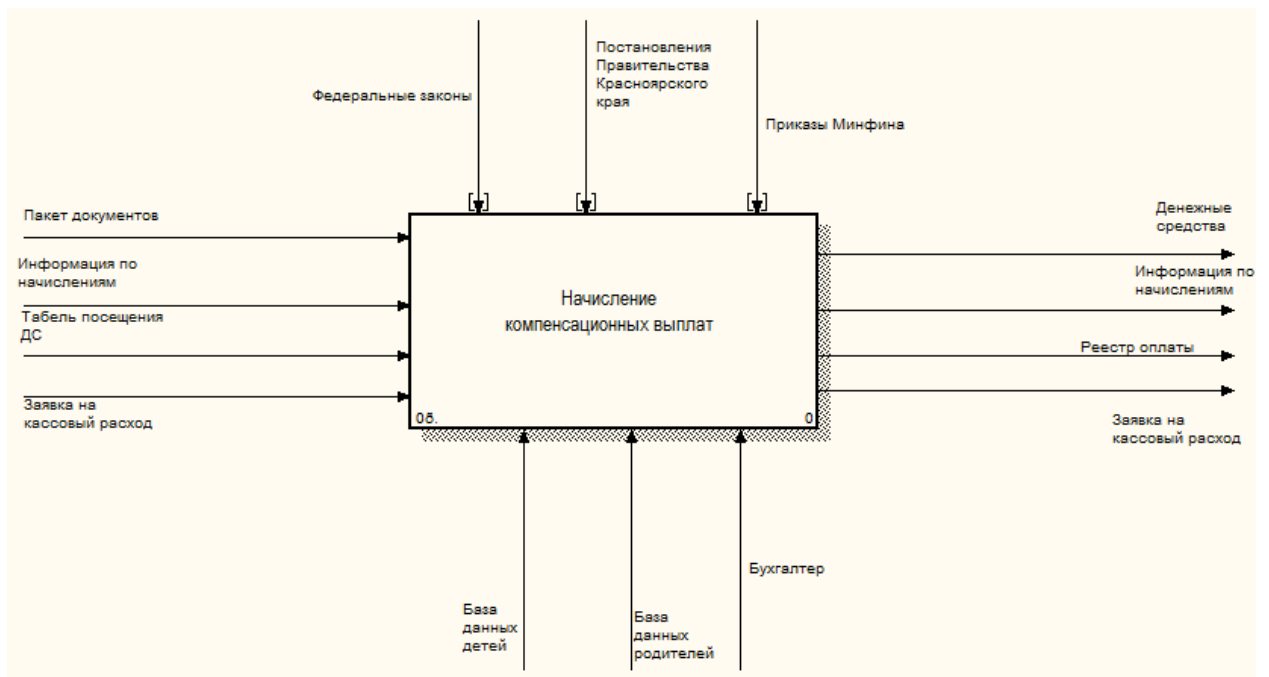 Постановления
Правительства
Красноярского
края
Федеральные законы
Приказы Минфина
Пакет документов
Информация по
начислениям
Табель посещения
ДС
Заявка на
кассовый расход
Начисление
компенсационных выплат
0б.
0
Денежные
средства
Информация по
начислениям
Реестр оплаты
Заявка на
кассовый расход
База
данных
детей
База
данных
родителей
Бухгалтер